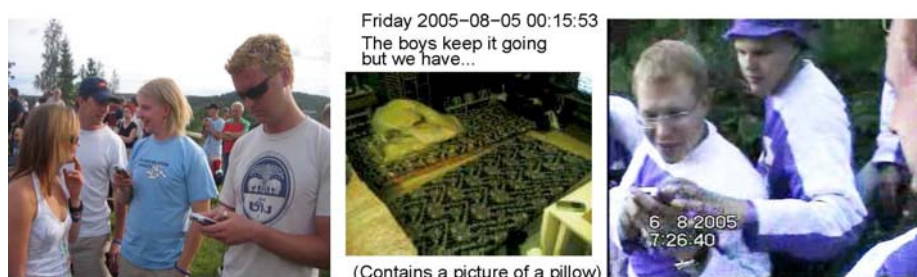 Friday 2005-08-05 00:15:53
The boys keep it going
but we have...
(Contains a picture of a pillow)
6 8 2005
7:26:40